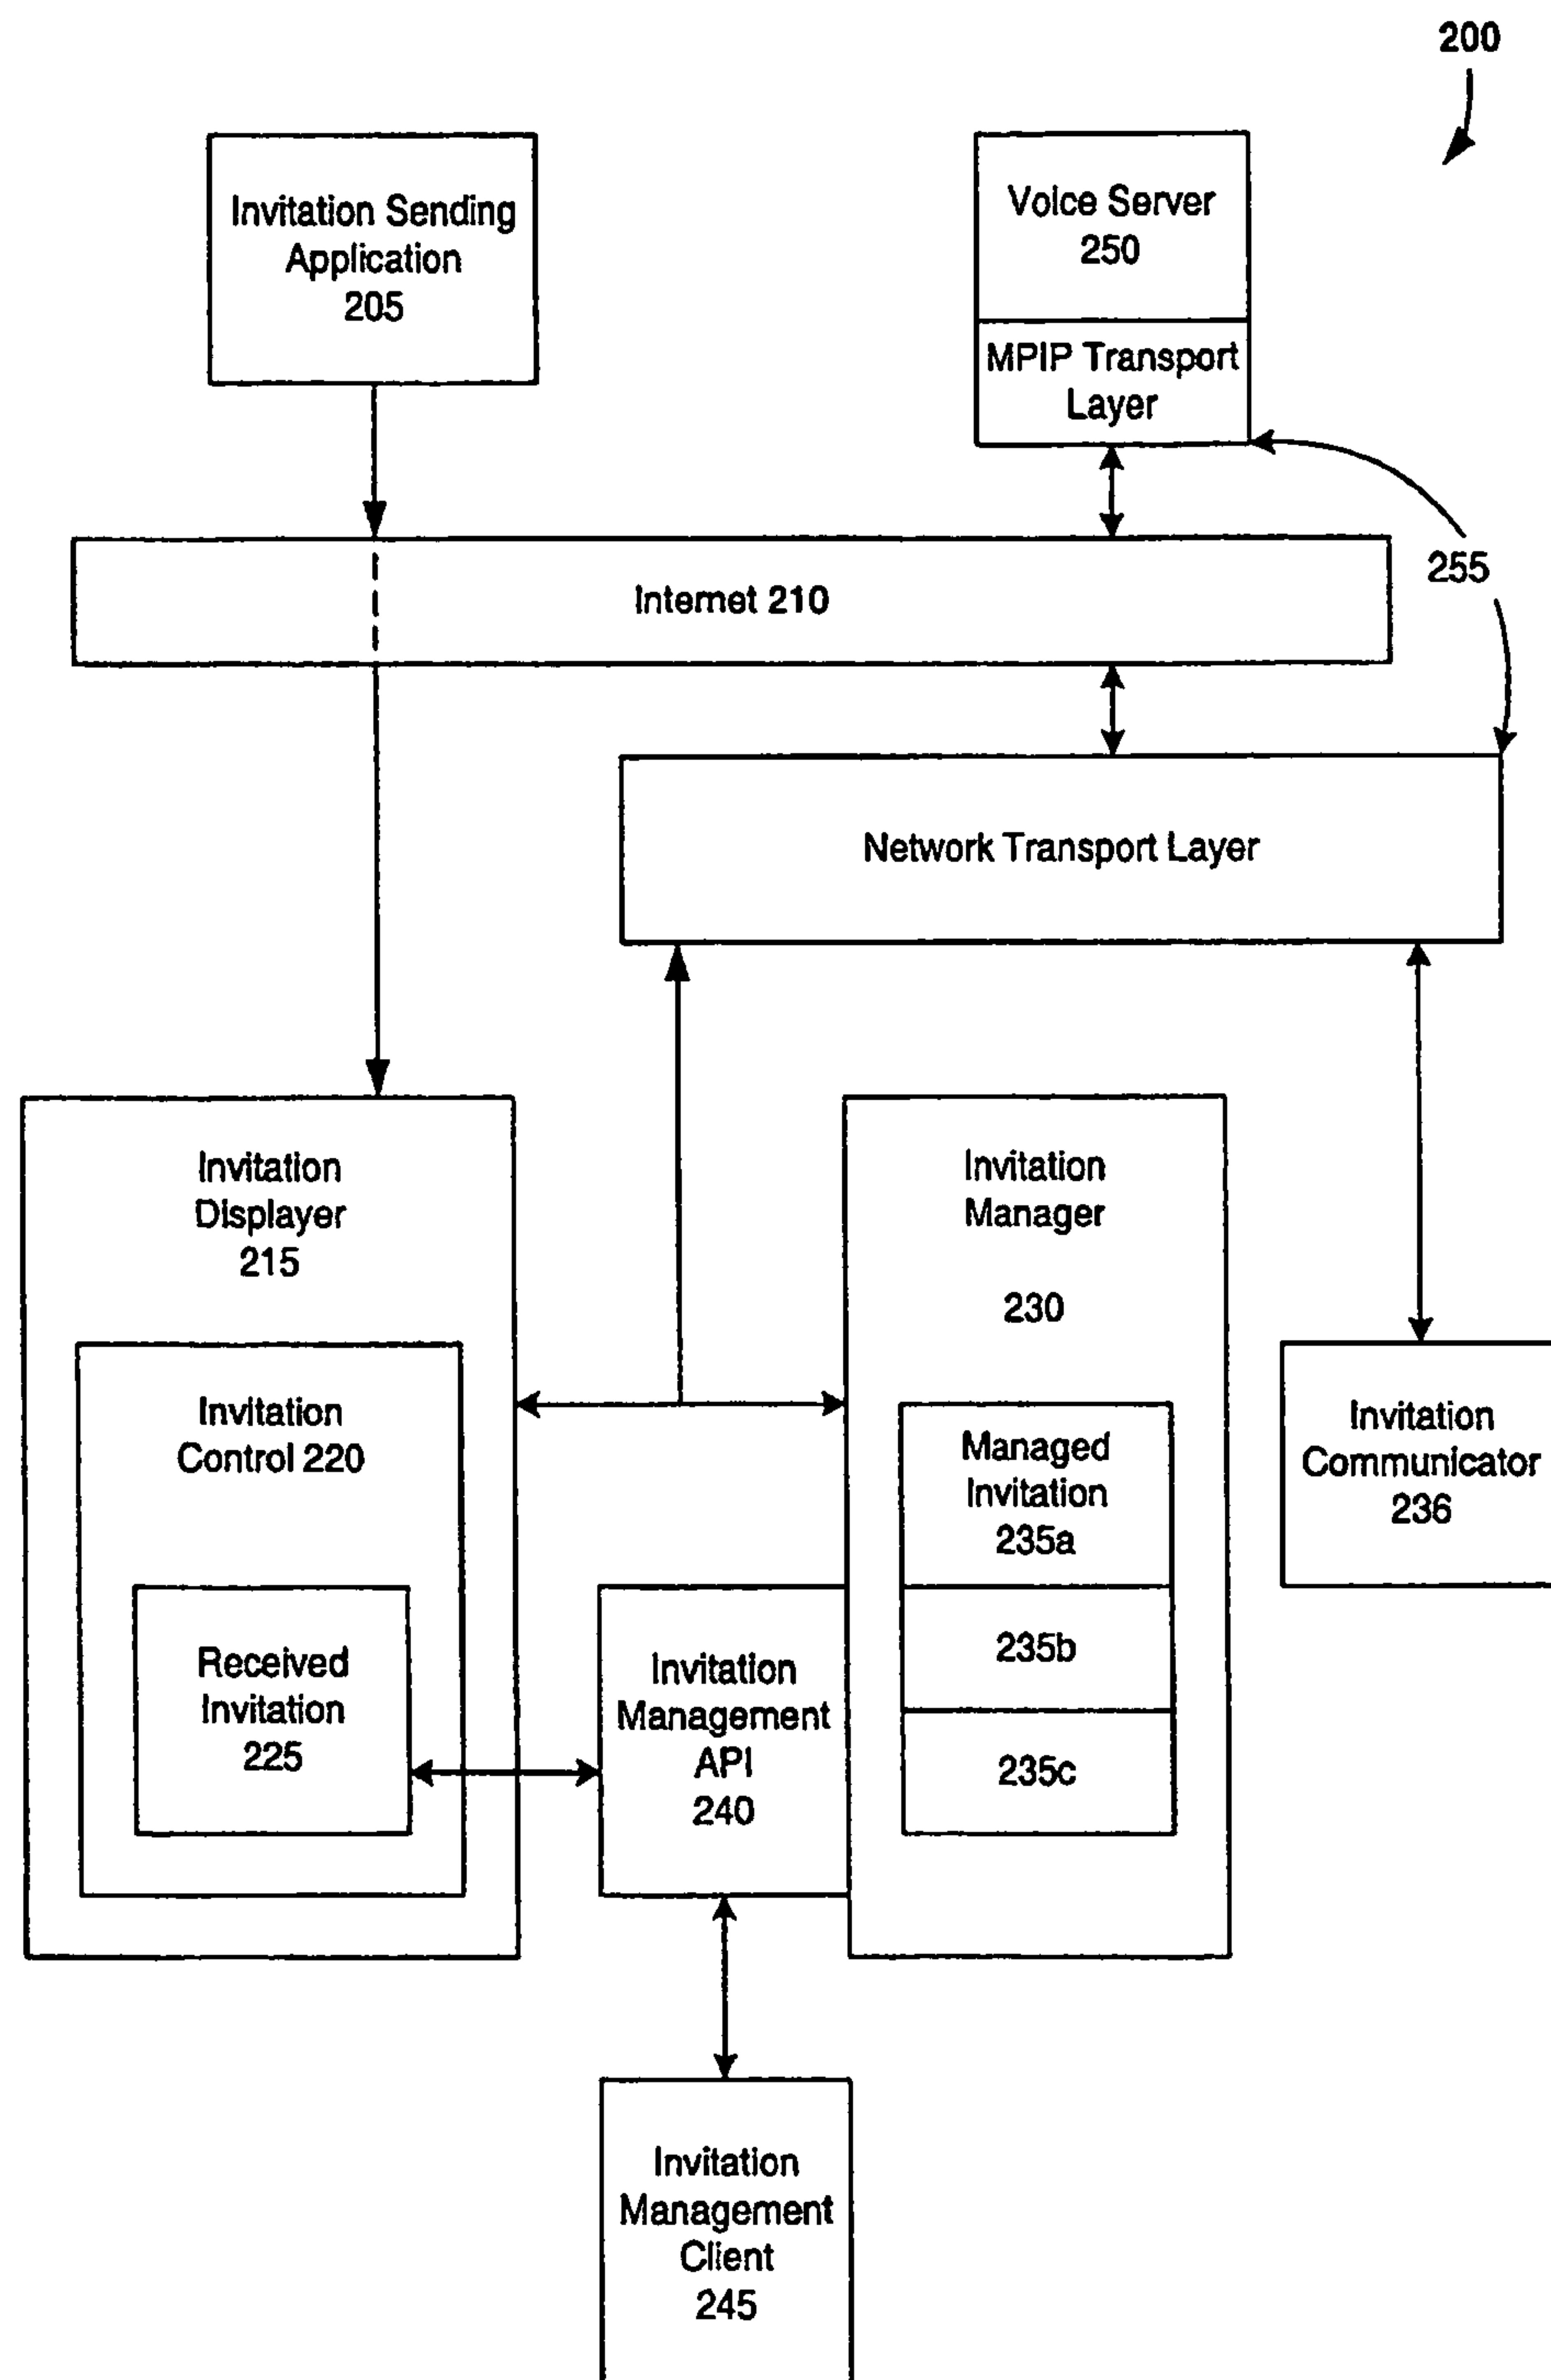 200
Invitation Sending
Application
205
Voice Server
250
MPIP Transport
Layer
255
Internet 210
Network Transport Layer
Invitation
Displayer
215
Invitation
Control 220
Received
Invitation
225
Invitation
Manager
230
Managed
Invitation
235a
235b
235c
Invitation
Communicator
236
Invitation
Management
API
240
Invitation
Management
Client
245